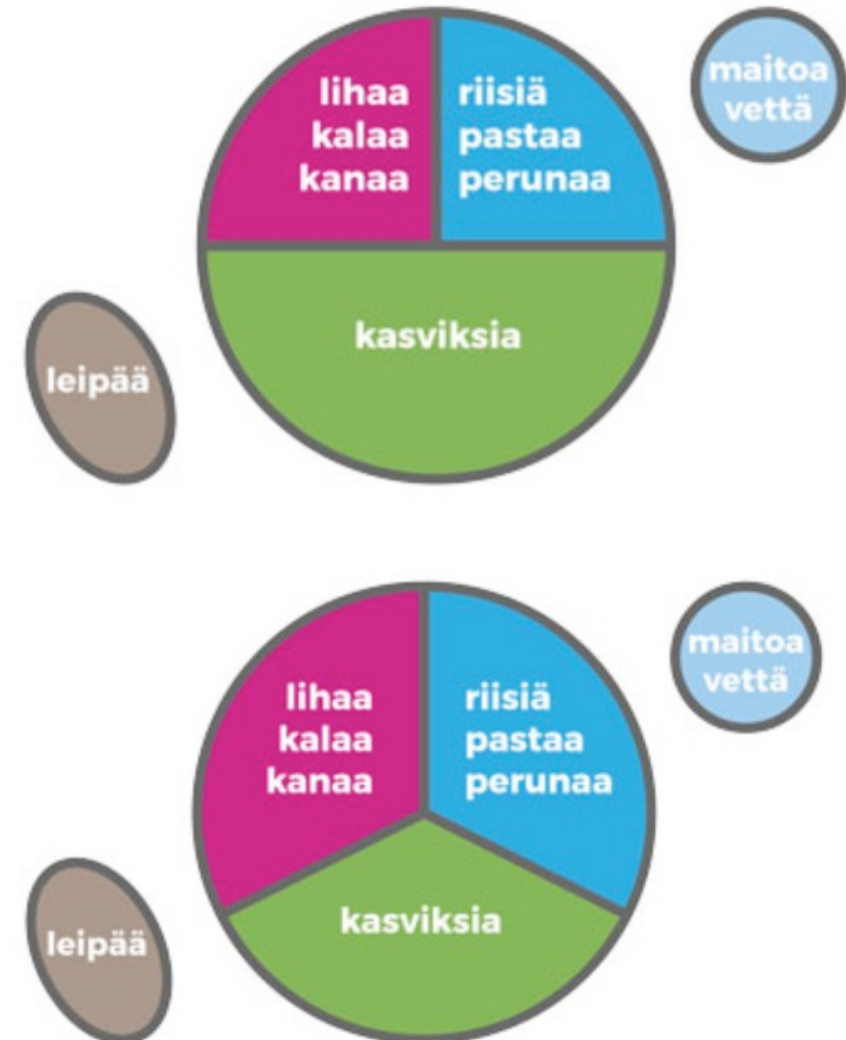 lihaa
kalaa
kanaa
riisiä
pastaa
perunaa
maitoa
vettä
kasviksia
leipää
lihaa
kalaa
kanaa
riisiä
pastaa
perunaa
maitoa
vettä
kasviksia
leipää